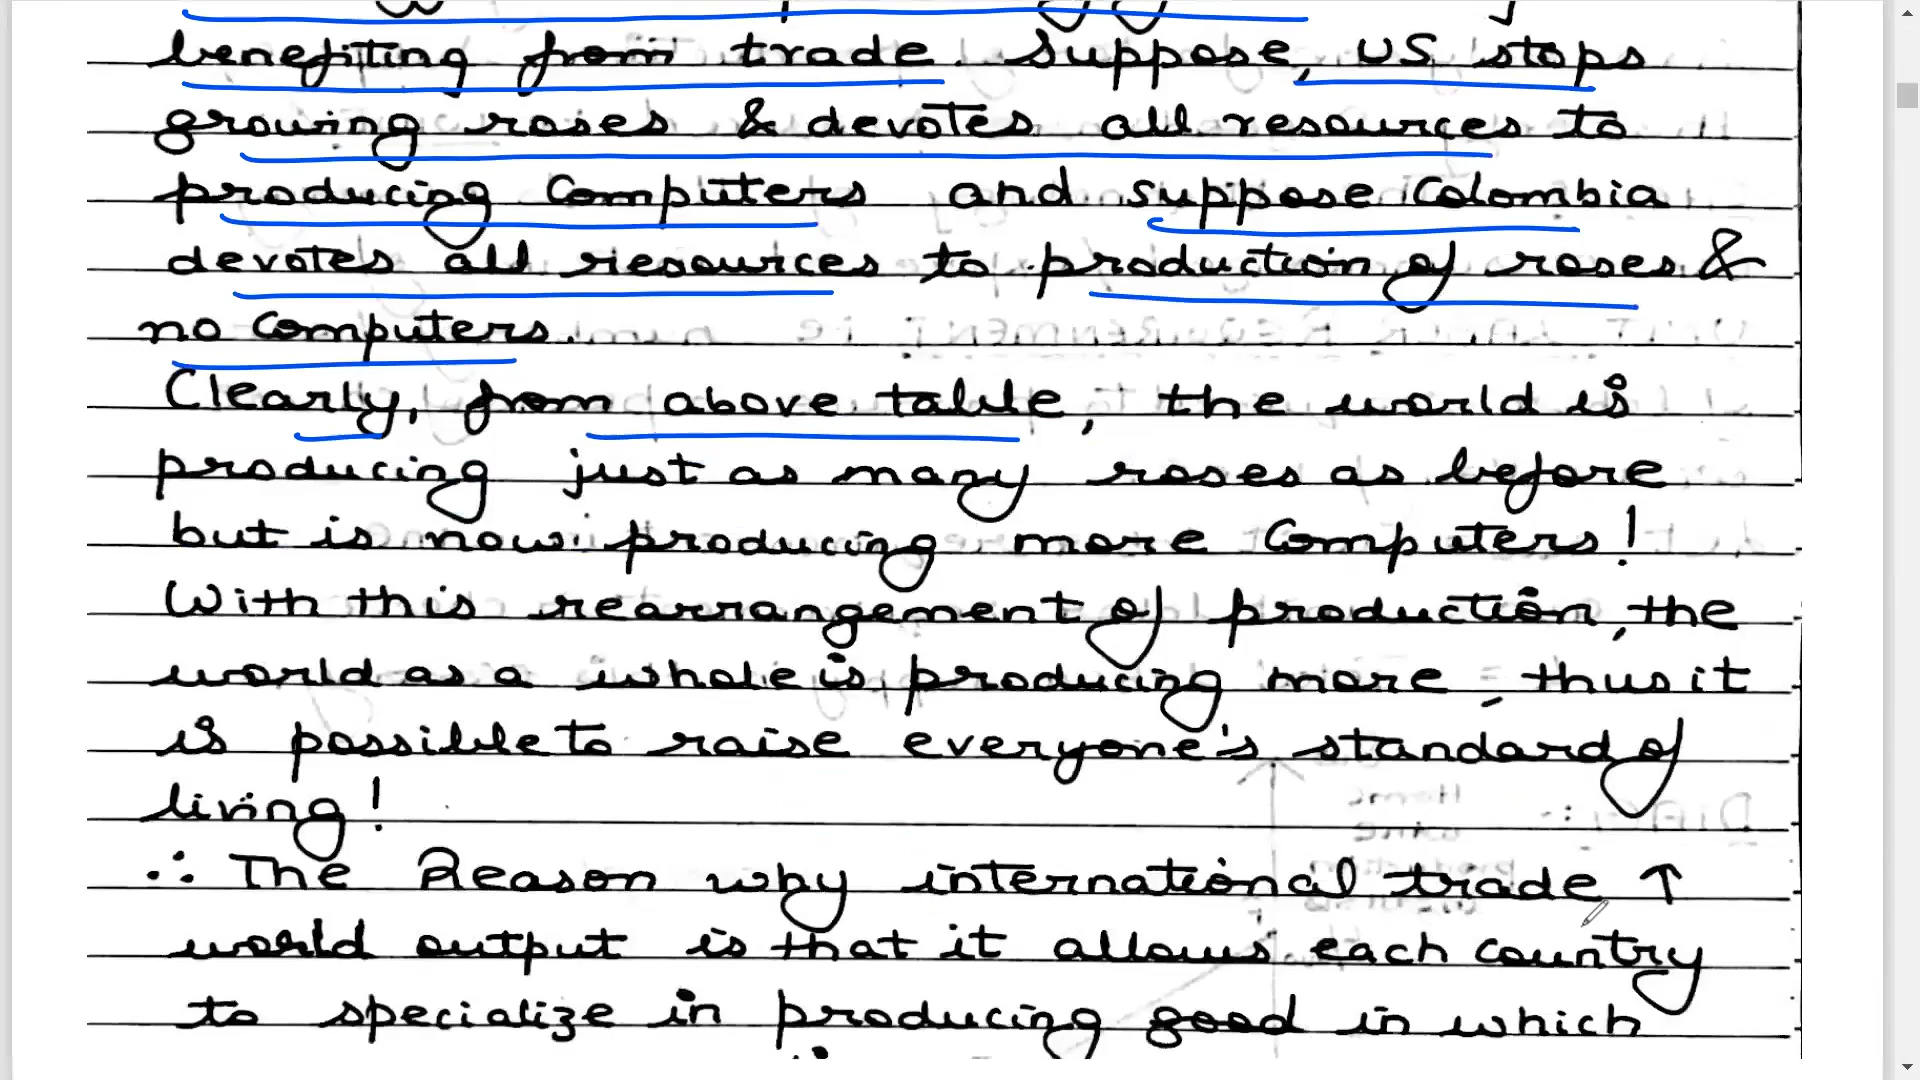 benefiting from trade. Suppose, US stops
growing roses & devotes all resources to
producing Computers and suppose Colombia
devotes all resources to production of roses &
no Computers.
Clearly, from above table, the world is
producing just as many roses as before
but is now producing more Computers!
With this rearrangement of production, the
world as a whole is producing more, thus it
is possible to raise everyone's standard of
living!
∴ The Reason why international trade ↑
world output is that it allows each country
to specialize in producing good in which